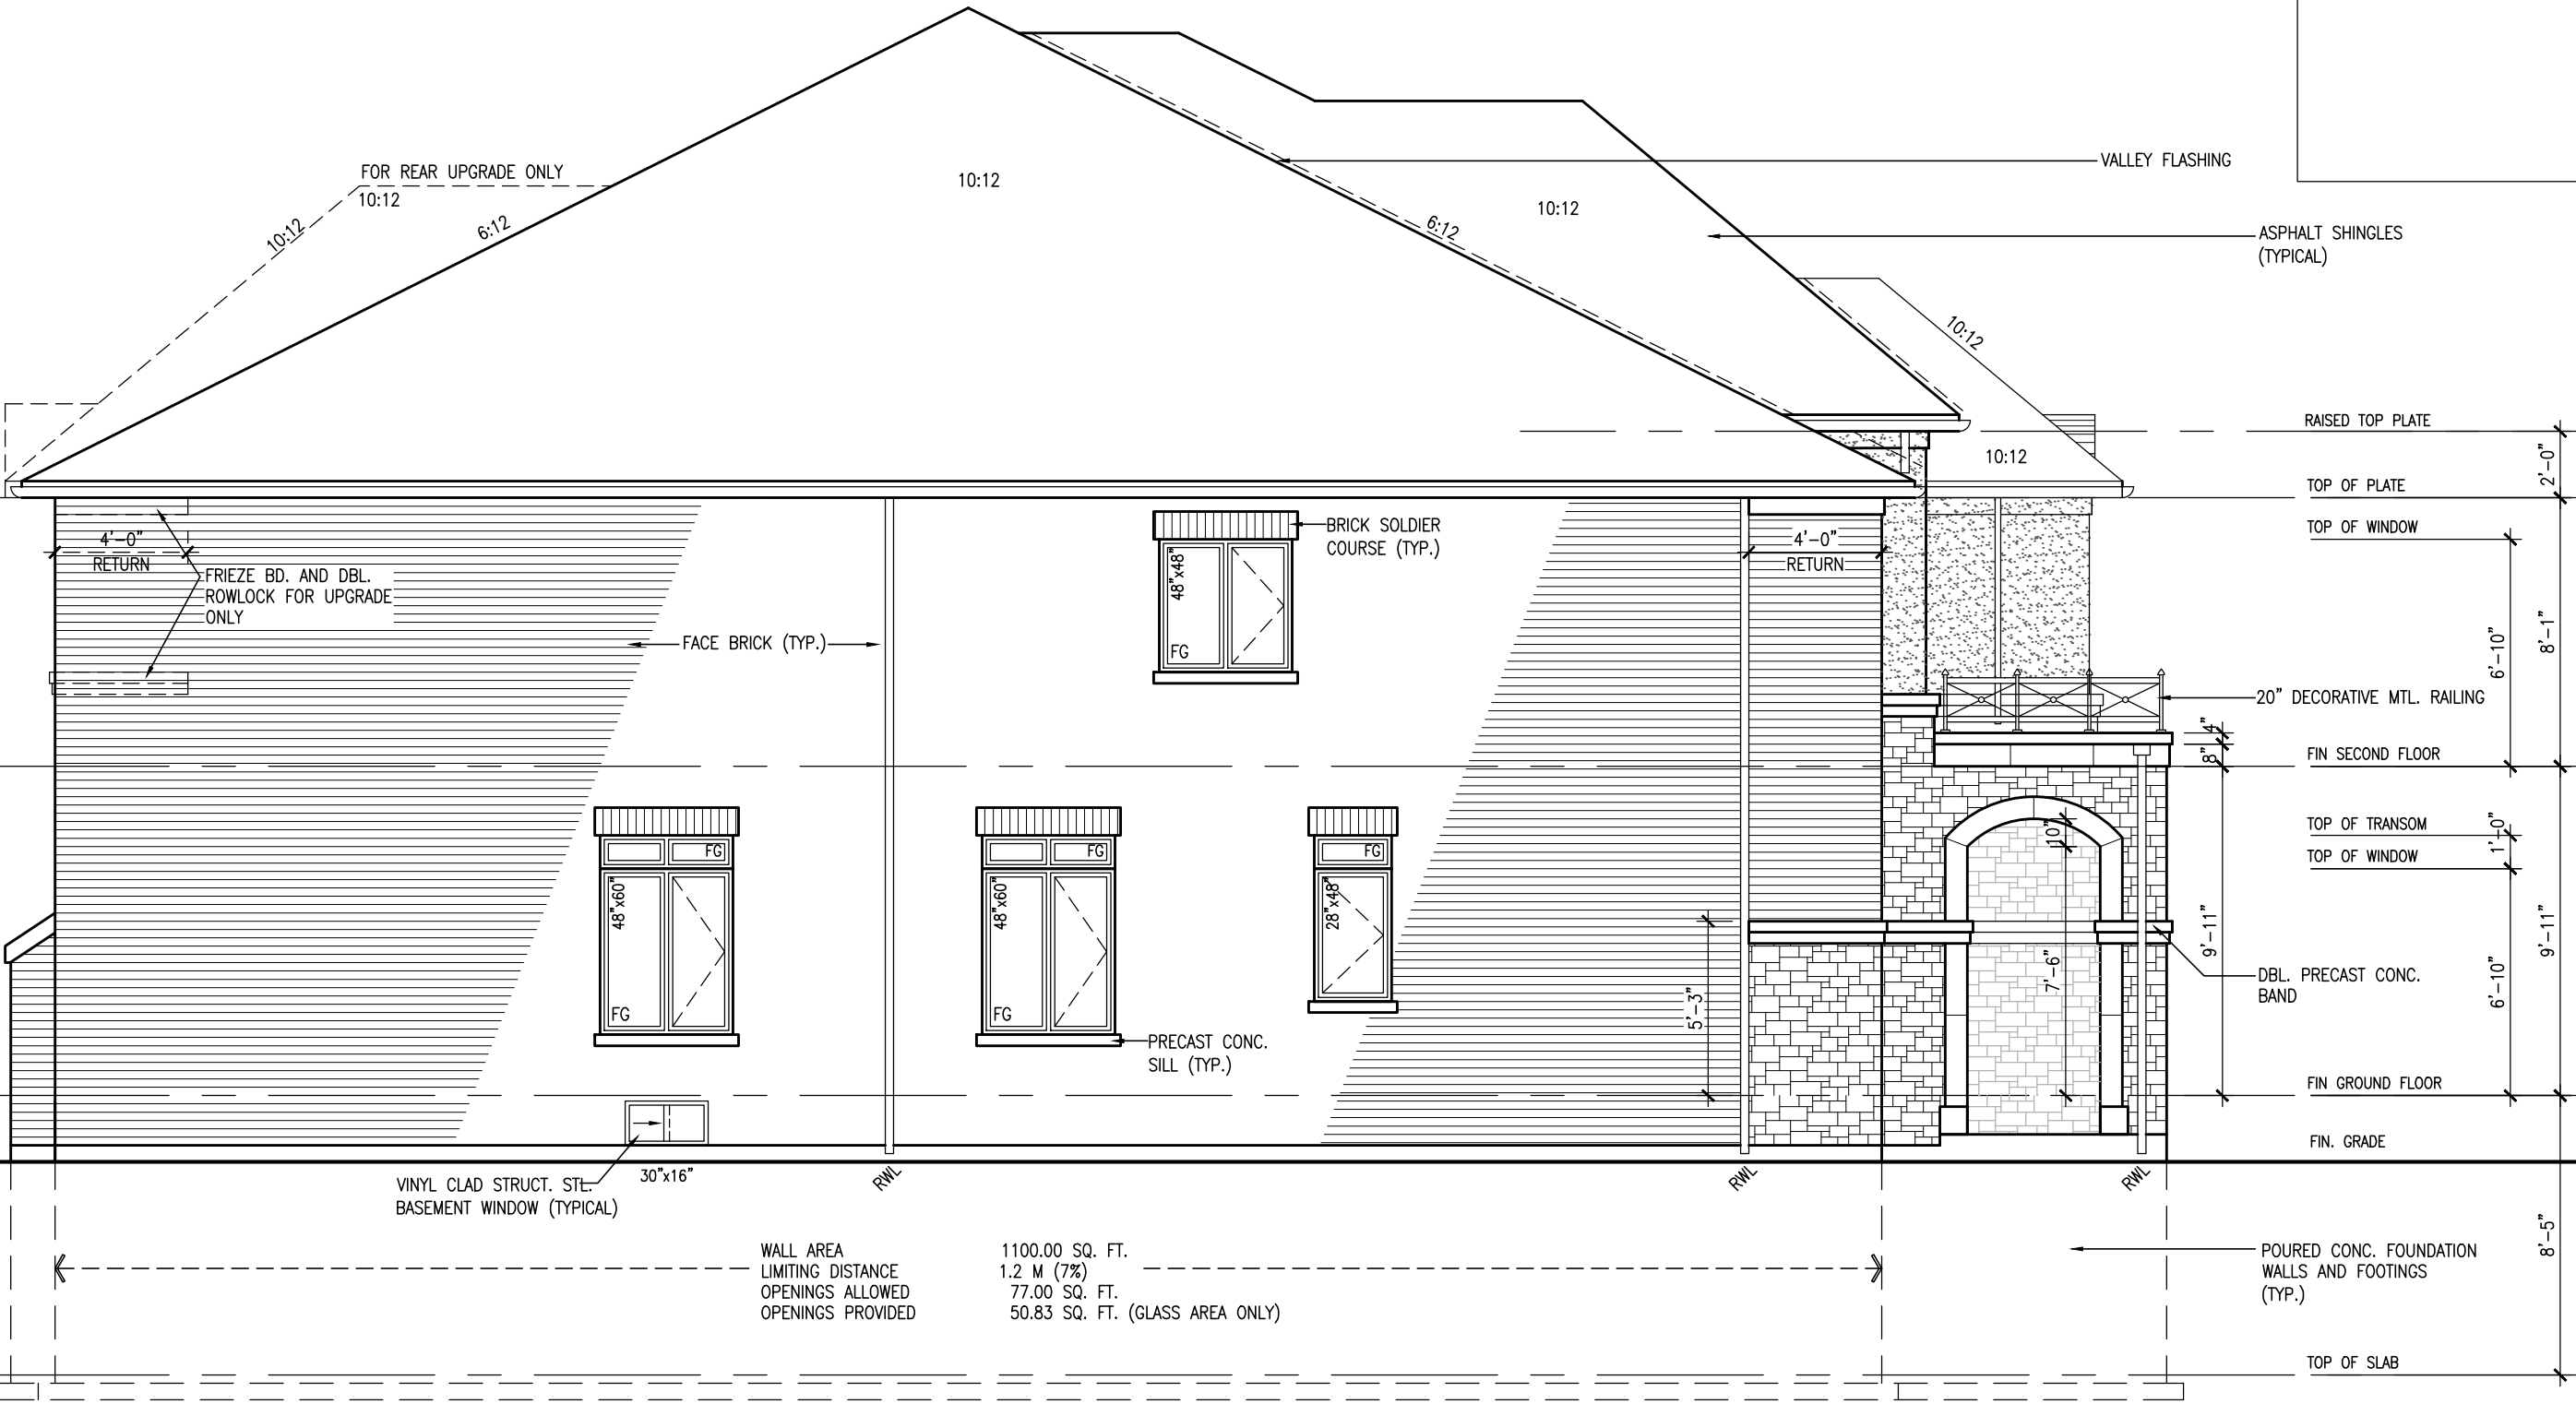 FOR REAR UPGRADE ONLY
10:12
10:12
6:12
10:12
6:12
10:12
VALLEY FLASHING
ASPHALT SHINGLES
(TYPICAL)
10:12
10:12
RAISED TOP PLATE
2'-0"
TOP OF PLATE
TOP OF WINDOW
4'-0"
RETURN
FRIEZE BD. AND DBL.
ROWLOCK FOR UPGRADE
ONLY
FACE BRICK (TYP.)
48"x48"
FG
BRICK SOLDIER
COURSE (TYP.)
4'-0"
RETURN
6'-10"
8'-1"
20" DECORATIVE MTL. RAILING
4"
8"
FIN SECOND FLOOR
FG
48"x60"
FG
FG
48"x60"
FG
FG
28"x48"
10"
TOP OF TRANSOM
1'-0"
TOP OF WINDOW
9'-11"
9'-11"
6'-10"
7'-6"
5'-3"
DBL. PRECAST CONC.
BAND
PRECAST CONC.
SILL (TYP.)
FIN GROUND FLOOR
FIN. GRADE
30"x16"
VINYL CLAD STRUCT. STL.
BASEMENT WINDOW (TYPICAL)
RWL
RWL
RWL
8'-5"
WALL AREA 1100.00 SQ. FT.
LIMITING DISTANCE 1.2 M (7%)
OPENINGS ALLOWED 77.00 SQ. FT.
OPENINGS PROVIDED 50.83 SQ. FT. (GLASS AREA ONLY)
POURED CONC. FOUNDATION
WALLS AND FOOTINGS
(TYP.)
TOP OF SLAB